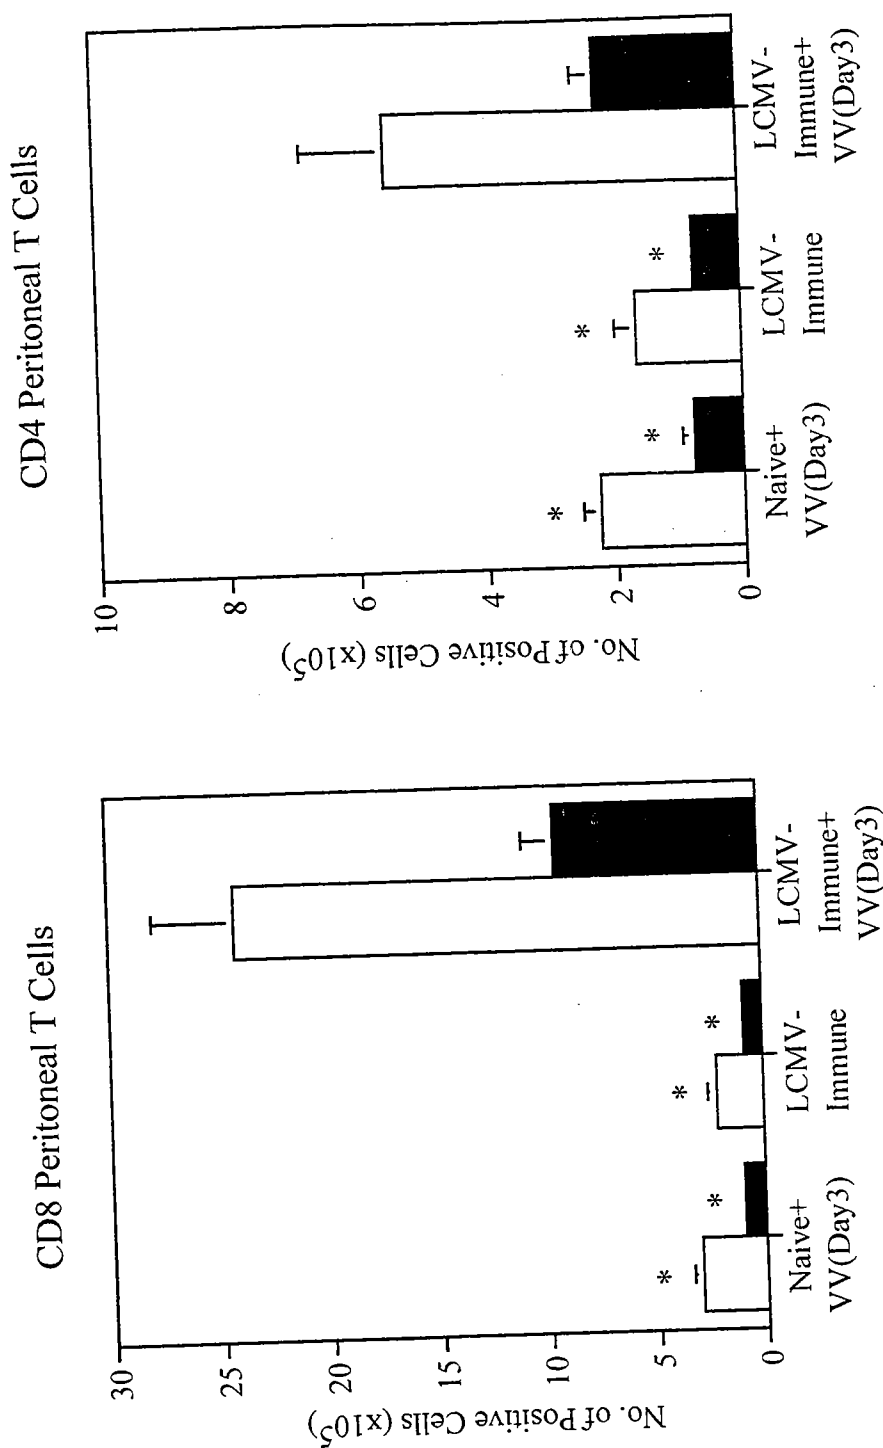 CD8 Peritoneal T Cells
No. of Positive Cells (x10⁵)
30
25
20
15
10
5
0
*
*
*
*
Naive+
VV(Day3)
LCMV-
Immune
LCMV-
Immune+
VV(Day3)
CD4 Peritoneal T Cells
No. of Positive Cells (x10⁵)
10
8
6
4
2
0
*
*
*
*
Naive+
VV(Day3)
LCMV-
Immune
LCMV-
Immune+
VV(Day3)